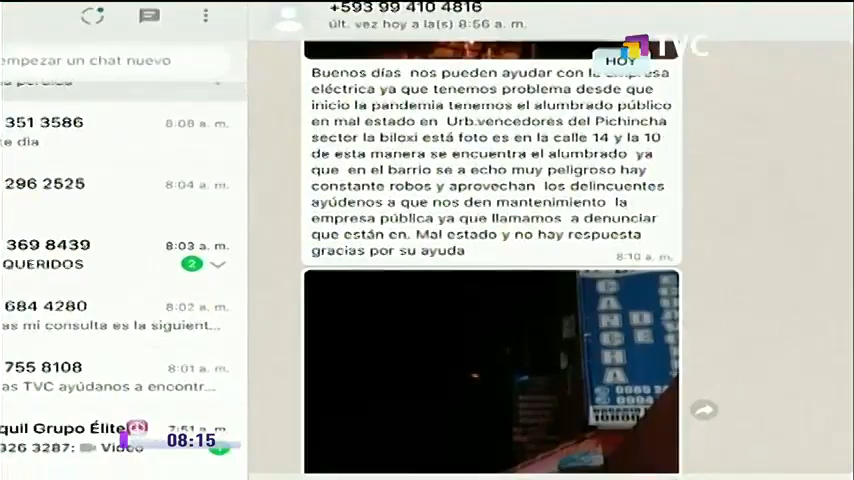 +593 99 410 4816
últ. vez hoy a la(s) 8:56 a. m.
TVC
HOY
empezar un chat nuevo
351 3586
8:08 a. m.
te dia
296 2525
8:04 a. m.
369 8439
8:03 a. m.
QUERIDOS
2
684 4280
8:02 a. m.
as mi consulta es la siguient...
755 8108
8:01 a. m.
as TVC ayúdanos a encontr...
quil Grupo Élite
7:51 a. m.
326 3287: Video
08:15
Buenos días nos pueden ayudar con la empresa
eléctrica ya que tenemos problema desde que
inicio la pandemia tenemos el alumbrado público
en mal estado en Urb.vencedores del Pichincha
sector la biloxi está foto es en la calle 14 y la 10
de esta manera se encuentra el alumbrado ya
que en el barrio se a echo muy peligroso hay
constante robos y aprovechan los delincuentes
ayúdenos a que nos den mantenimiento la
empresa pública ya que llamamos a denunciar
que están en. Mal estado y no hay respuesta
gracias por su ayuda
8:10 a. m.
CANCHA
DE